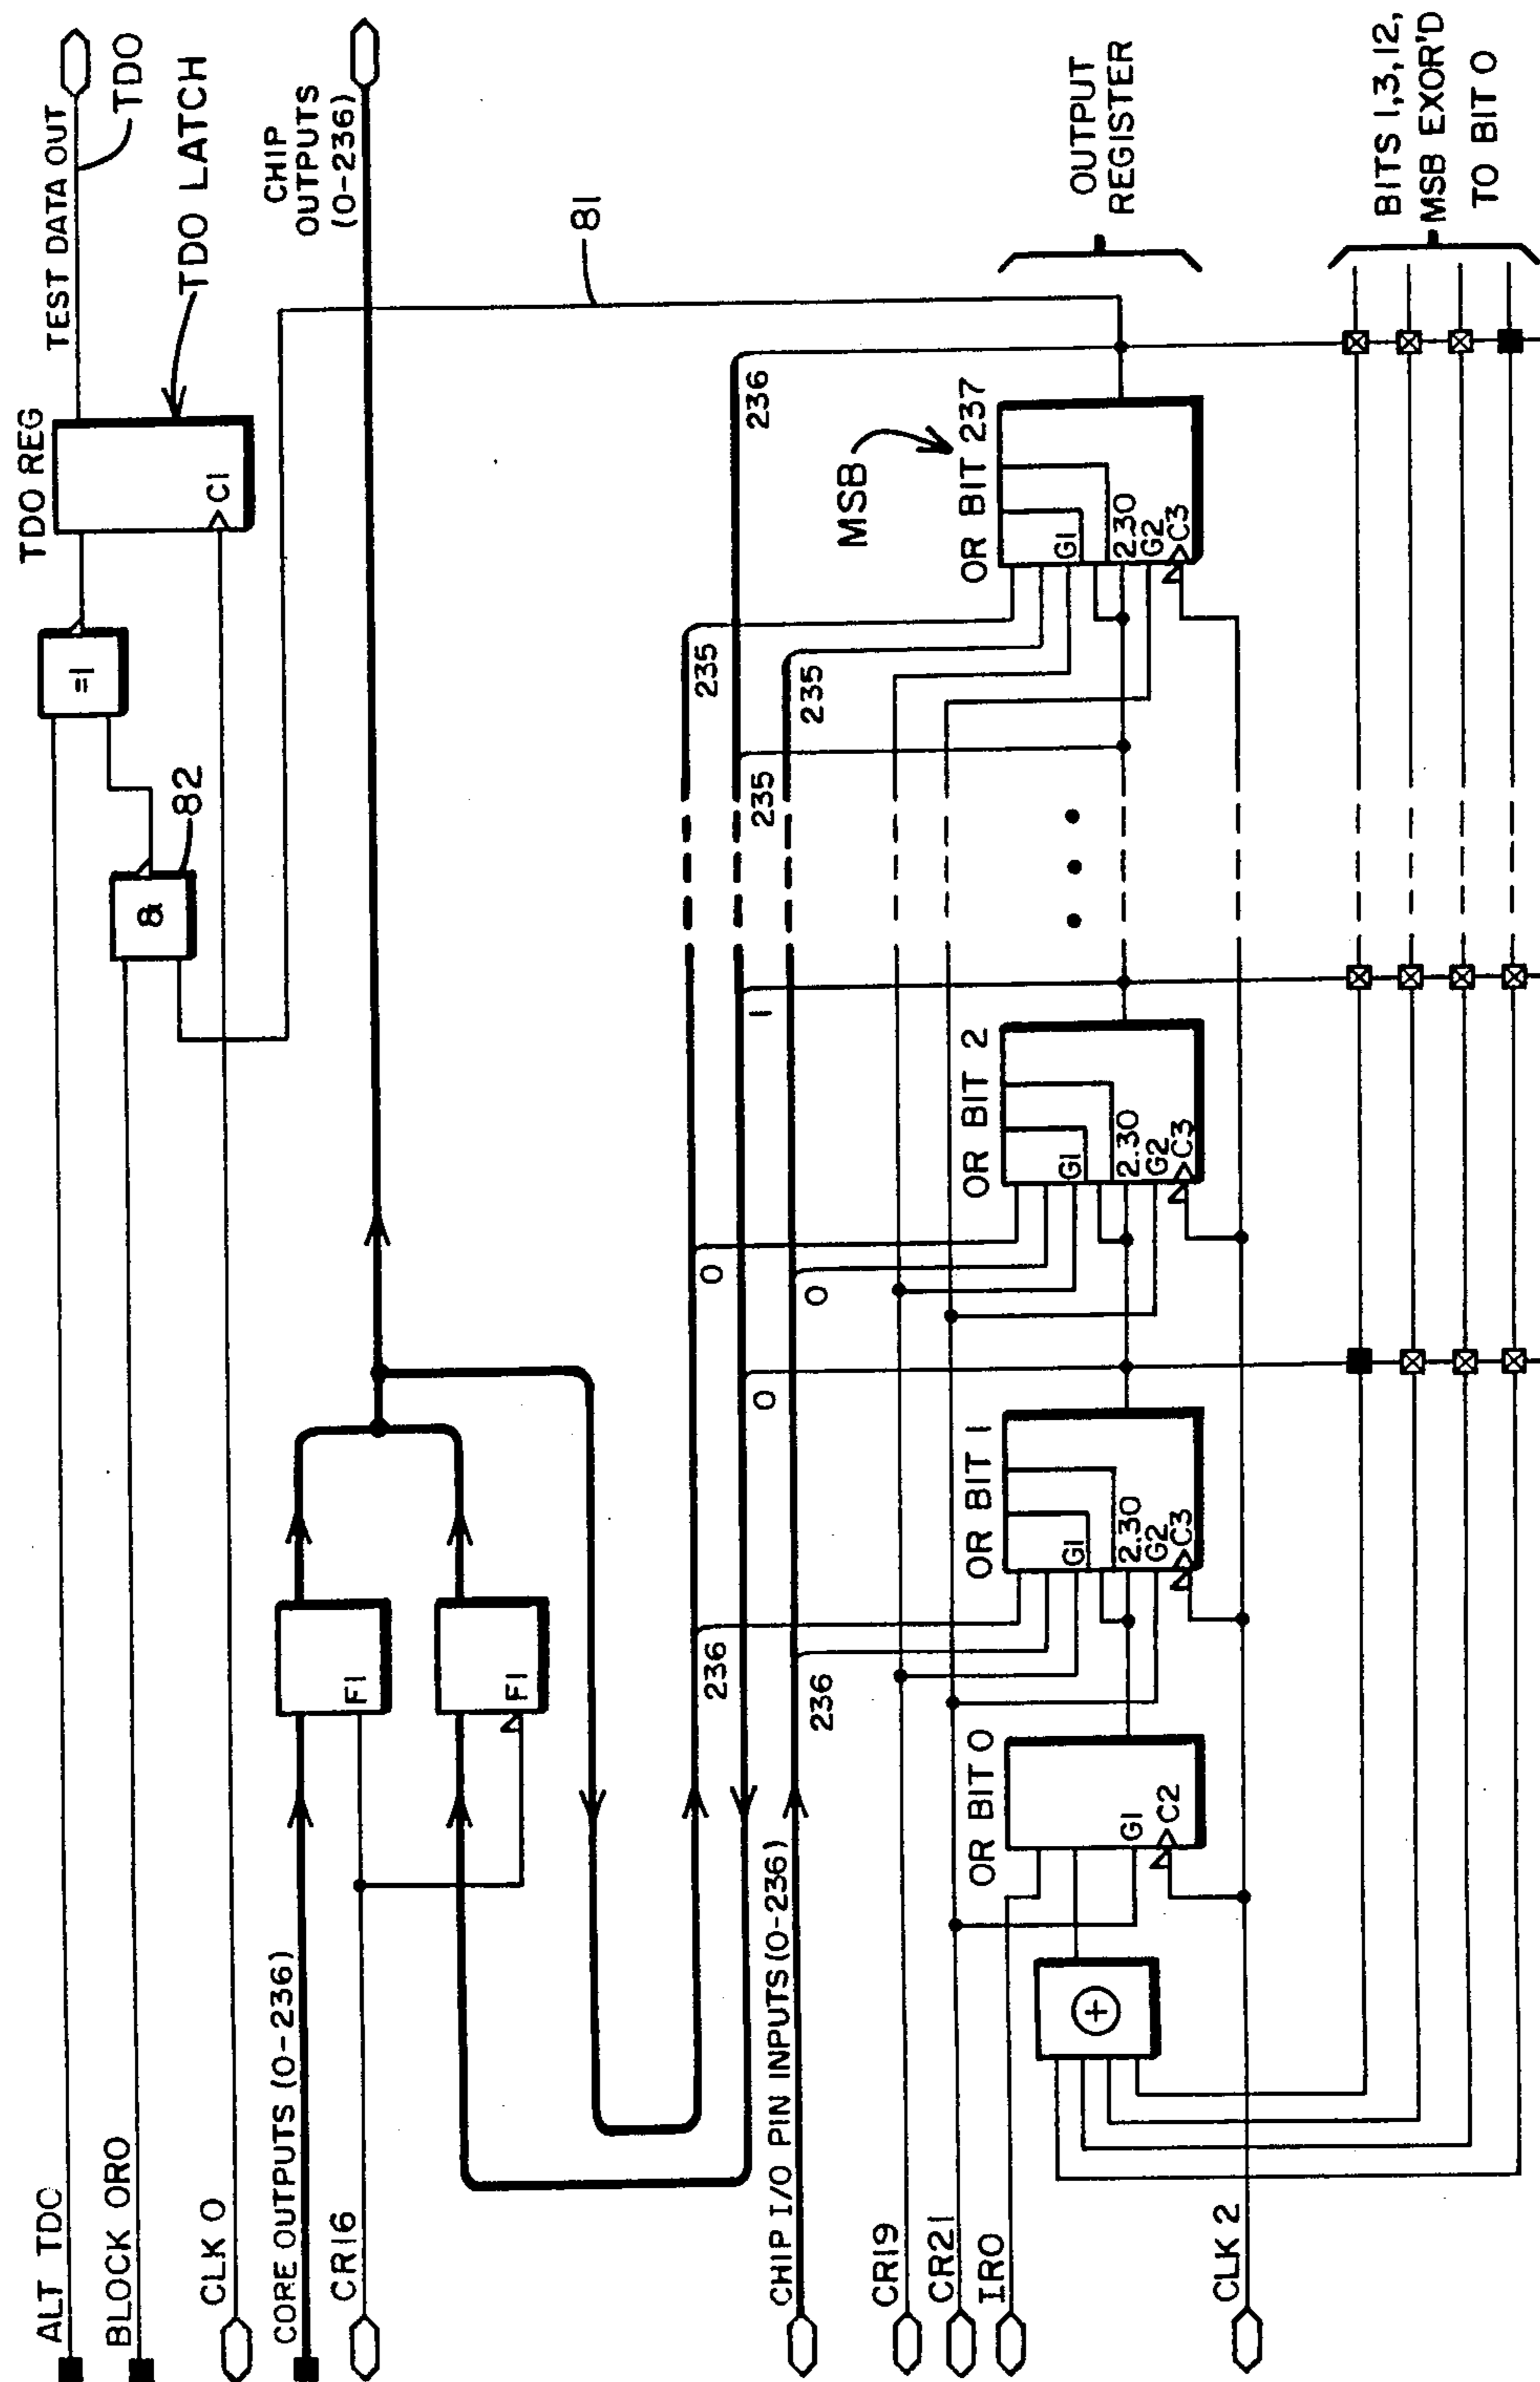 ALT TDO
BLOCK ORO
CLK 0
CORE OUTPUTS (0-236)
CR16
&
82
=1
TDO REG
C1
TEST DATA OUT
TDO
TDO LATCH
CHIP
OUTPUTS
(0-236)
81
F1
F1
CHIP I/O PIN INPUTS (0-236)
236
236
0
0
0
1
235
235
235
236
CR19
CR21
IRO
CLK 2
OR BIT 0
G1
C2
OR BIT 1
G1
2.30
G2
C3
OR BIT 2
G1
2.30
G2
C3
MSB
OR BIT 237
G1
2.30
G2
C3
OUTPUT
REGISTER
BITS 1,3,12,
MSB EXOR'D
TO BIT 0